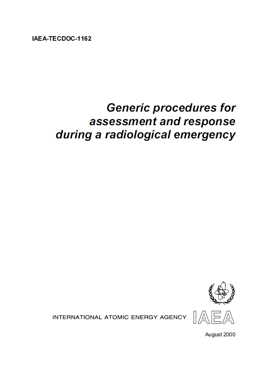 IAEA-TECDOC-1162
Generic procedures for
assessment and response
during a radiological emergency
INTERNATIONAL ATOMIC ENERGY AGENCY IAEA
August 2000